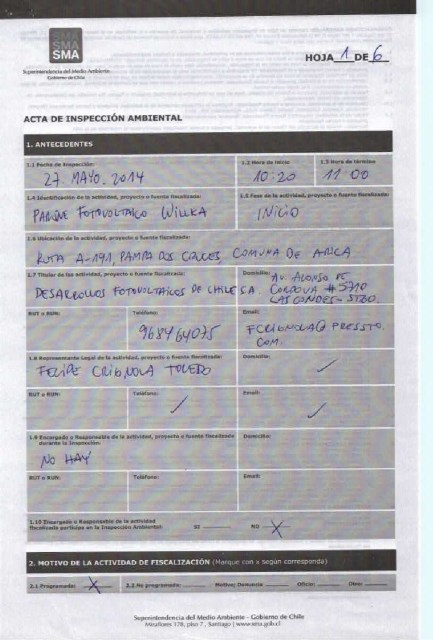 SMA
SMA
SMA
Superintendencia del Medio Ambiente
Gobierno de Chile
HOJA 1 DE 6
ACTA DE INSPECCIÓN AMBIENTAL
1. ANTECEDENTES
1.1 Fecha de Inspección:
27. MAYO. 2014
1.2 Hora de inicio
10:20
1.3 Hora de término
11:00
1.4 Identificación de la actividad, proyecto o fuente fiscalizada:
PARQUE FOTOVOLTAICO WILLKA
1.5 Fase de la actividad, proyecto o fuente fiscalizada:
INICIO
1.6 Ubicación de la actividad, proyecto o fuente fiscalizada:
RUTA A-191, PAMPA DOS CRUCES, COMUNA DE ARICA
1.7 Titular de las actividad, proyecto o fuente fiscalizada:
DESARROLLOS FOTOVOLTAICOS DE CHILE S.A.
Domicilio:
AV. ALONSO DE
CORDOVA # 5710
LAS CONDES - STGO.
RUT o RUN:
Teléfono:
968464075
Email:
FCRIGNOLA@PRESSTO.
COM.
1.8 Representante Legal de la actividad, proyecto o fuente fiscalizada:
FELIPE CRIGNOLA TOLEDO
Domicilio:
RUT o RUN:
Teléfono:
Email:
1.9 Encargado o Responsable de la actividad, proyecto o fuente fiscalizada
durante la Inspección:
NO HAY
Domicilio:
RUT o RUN:
Teléfono:
Email:
1.10 Encargado o Responsable de la actividad
fiscalizada participa en la Inspección Ambiental:
SI ____ NO X
2. MOTIVO DE LA ACTIVIDAD DE FISCALIZACIÓN (Marque con x según corresponda)
2.1 Programada: X 2.2 No programada: ____ Motivo: Denuncia ____ Oficio: ____ Otro: ____
Superintendencia del Medio Ambiente - Gobierno de Chile
Miraflores 178, piso 7, Santiago | www.sma.gob.cl